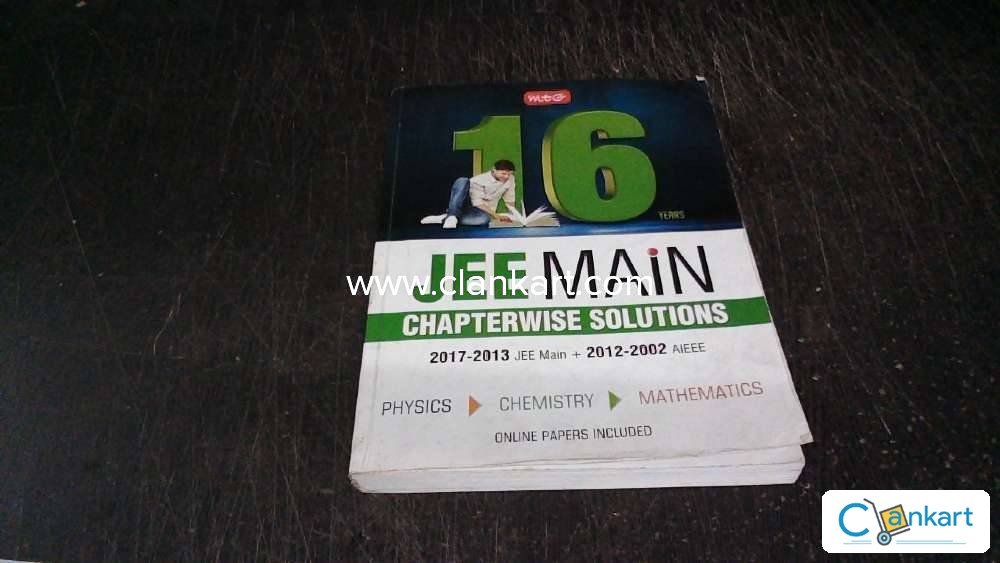 mtG
16
YEARS
JEE MAiN
www.clankart.com
CHAPTERWISE SOLUTIONS
2017-2013 JEE Main + 2012-2002 AIEEE
PHYSICS CHEMISTRY MATHEMATICS
ONLINE PAPERS INCLUDED
Clankart